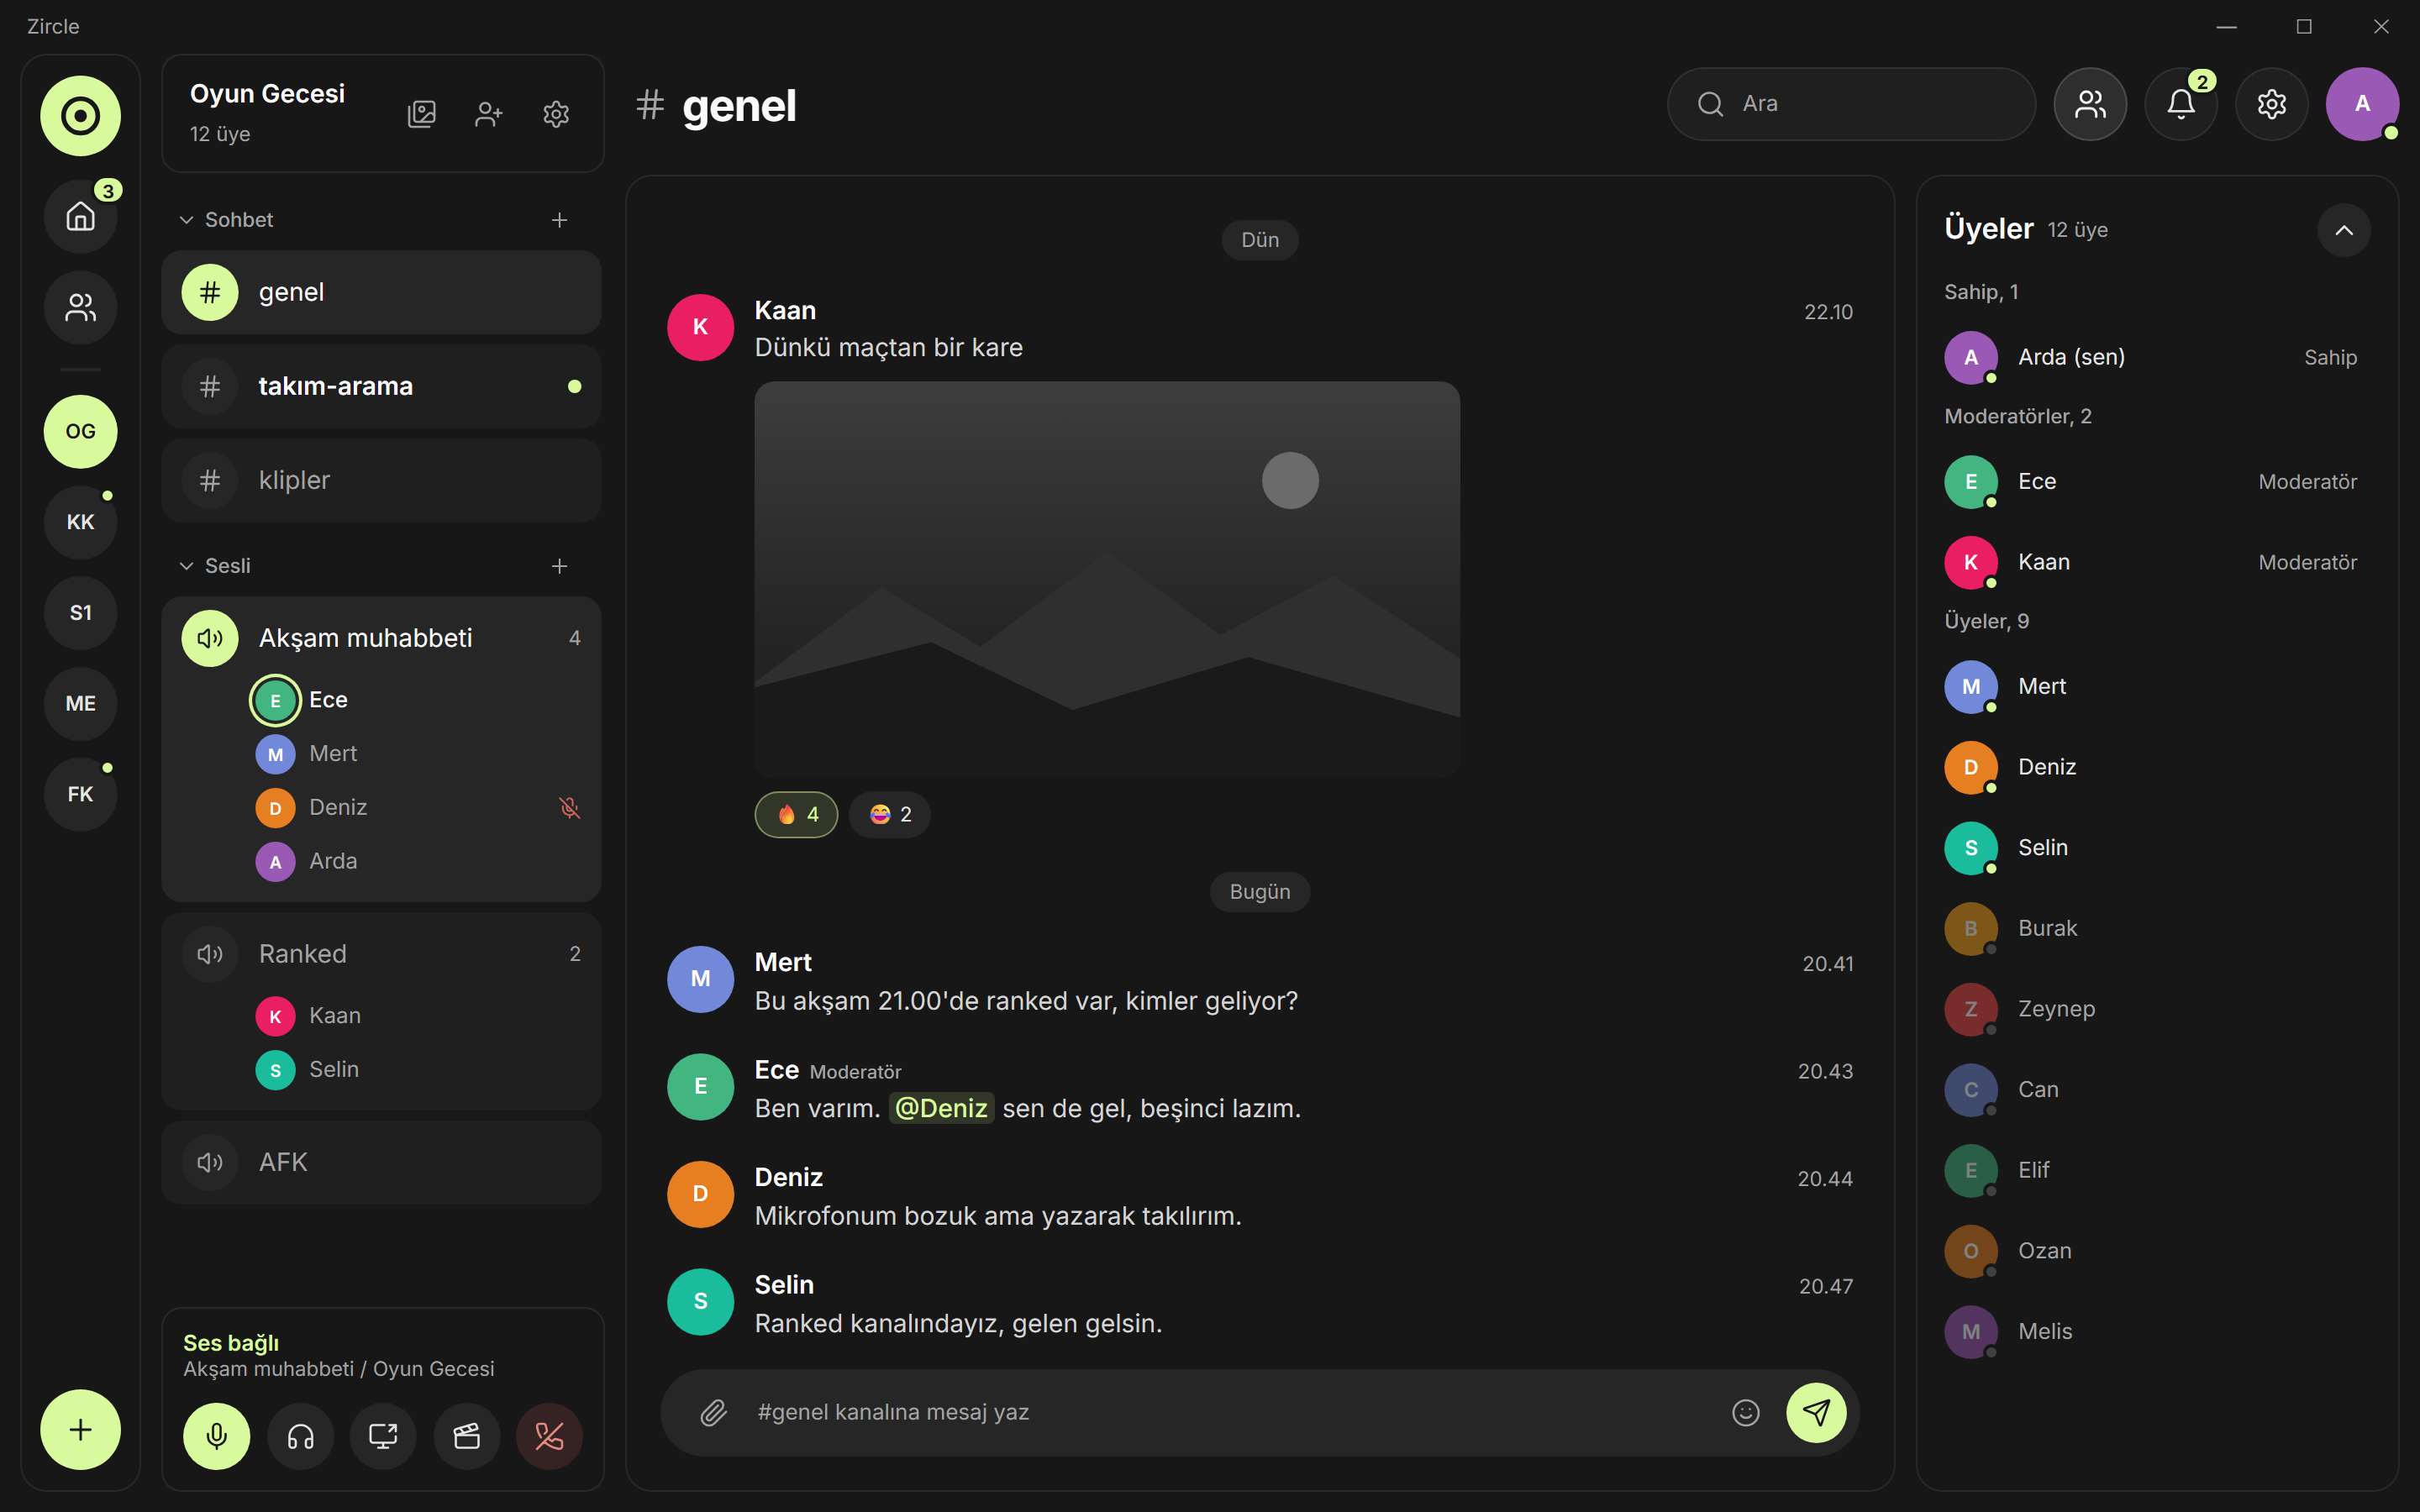 Zircle
Oyun Gecesi
12 üye
3
OG
KK
S1
ME
FK
Sohbet
genel
takım-arama
klipler
Sesli
Akşam muhabbeti 4
E Ece
M Mert
D Deniz
A Arda
Ranked 2
K Kaan
S Selin
AFK
Ses bağlı
Akşam muhabbeti / Oyun Gecesi
# genel
Ara
2
A
Dün
K
Kaan 22.10
Dünkü maçtan bir kare
🔥 4 😂 2
Bugün
M
Mert 20.41
Bu akşam 21.00'de ranked var, kimler geliyor?
E
Ece Moderatör 20.43
Ben varım. @Deniz sen de gel, beşinci lazım.
D
Deniz 20.44
Mikrofonum bozuk ama yazarak takılırım.
S
Selin 20.47
Ranked kanalındayız, gelen gelsin.
#genel kanalına mesaj yaz
Üyeler 12 üye
Sahip, 1
A Arda (sen) Sahip
Moderatörler, 2
E Ece Moderatör
K Kaan Moderatör
Üyeler, 9
M Mert
D Deniz
S Selin
B Burak
Z Zeynep
C Can
E Elif
O Ozan
M Melis